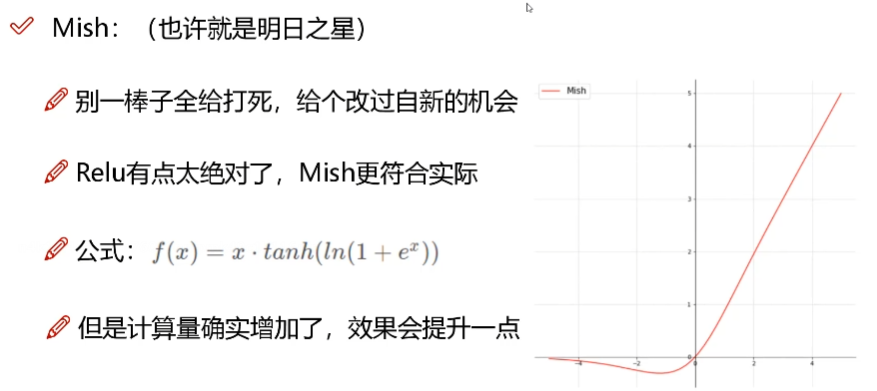 Mish：（也许就是明日之星）
别一棒子全给打死，给个改过自新的机会
Relu有点太绝对了，Mish更符合实际
公式：f(x) = x · tanh(ln(1 + e^x))
但是计算量确实增加了，效果会提升一点
Mish
5
4
3
2
1
0
-4 -2 0 2 4